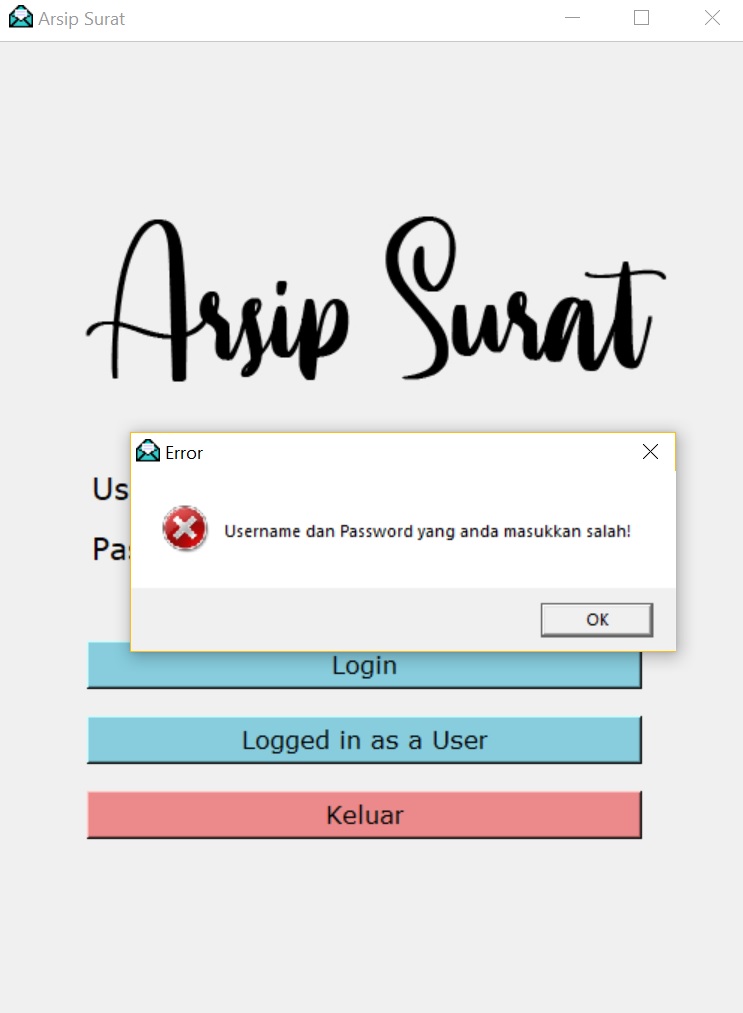 Arsip Surat
Arsip Surat
Error
Us
Username dan Password yang anda masukkan salah!
Pas
OK
Login
Logged in as a User
Keluar